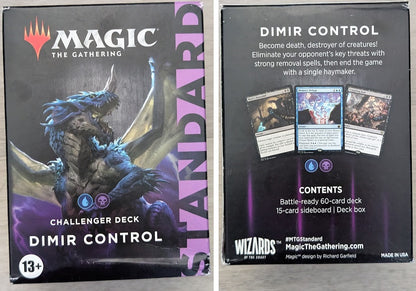 MAGIC
THE GATHERING
STANDARD
CHALLENGER DECK
DIMIR CONTROL
13+
DIMIR CONTROL
Become death, destroyer of creatures!
Eliminate your opponent's key threats with
strong removal spells, then end the game
with a single haymaker.
CONTENTS
Battle-ready 60-card deck
15-card sideboard | Deck box
WIZARDS™
OF THE COAST
#MTGStandard
MagicTheGathering.com
Magic™ design by Richard Garfield
MADE IN USA